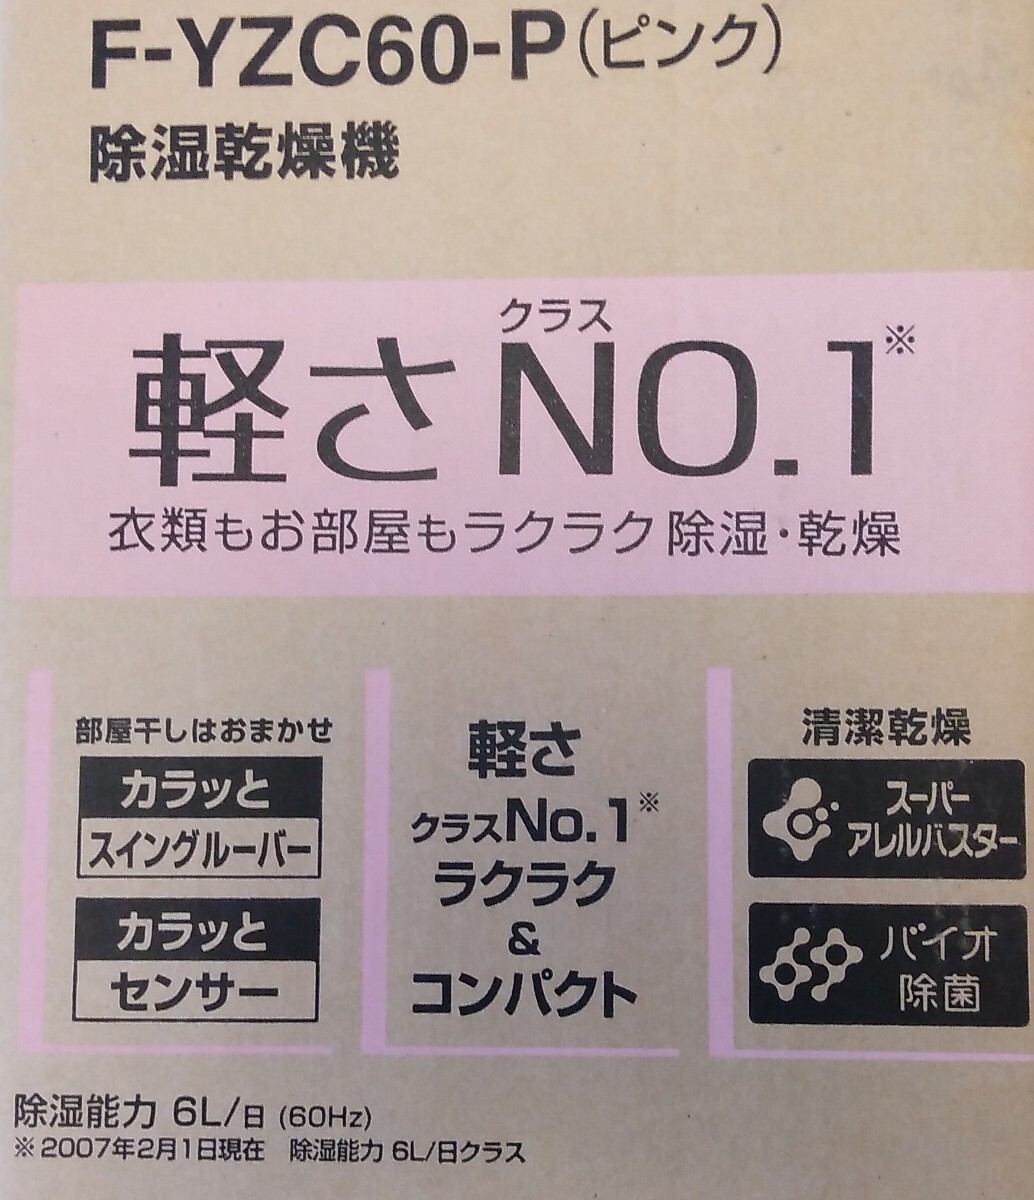 F-YZC60-P(ピンク)
除湿乾燥機
クラス
軽さNO.1※
衣類もお部屋もラクラク除湿・乾燥
部屋干しはおまかせ
カラッと
スイングルーバー
カラッと
センサー
軽さ
クラスNo.1※
ラクラク
&
コンパクト
清潔乾燥
スーパー
アレルバスター
バイオ
除菌
除湿能力 6L/日 (60Hz)
※2007年2月1日現在 除湿能力 6L/日クラス